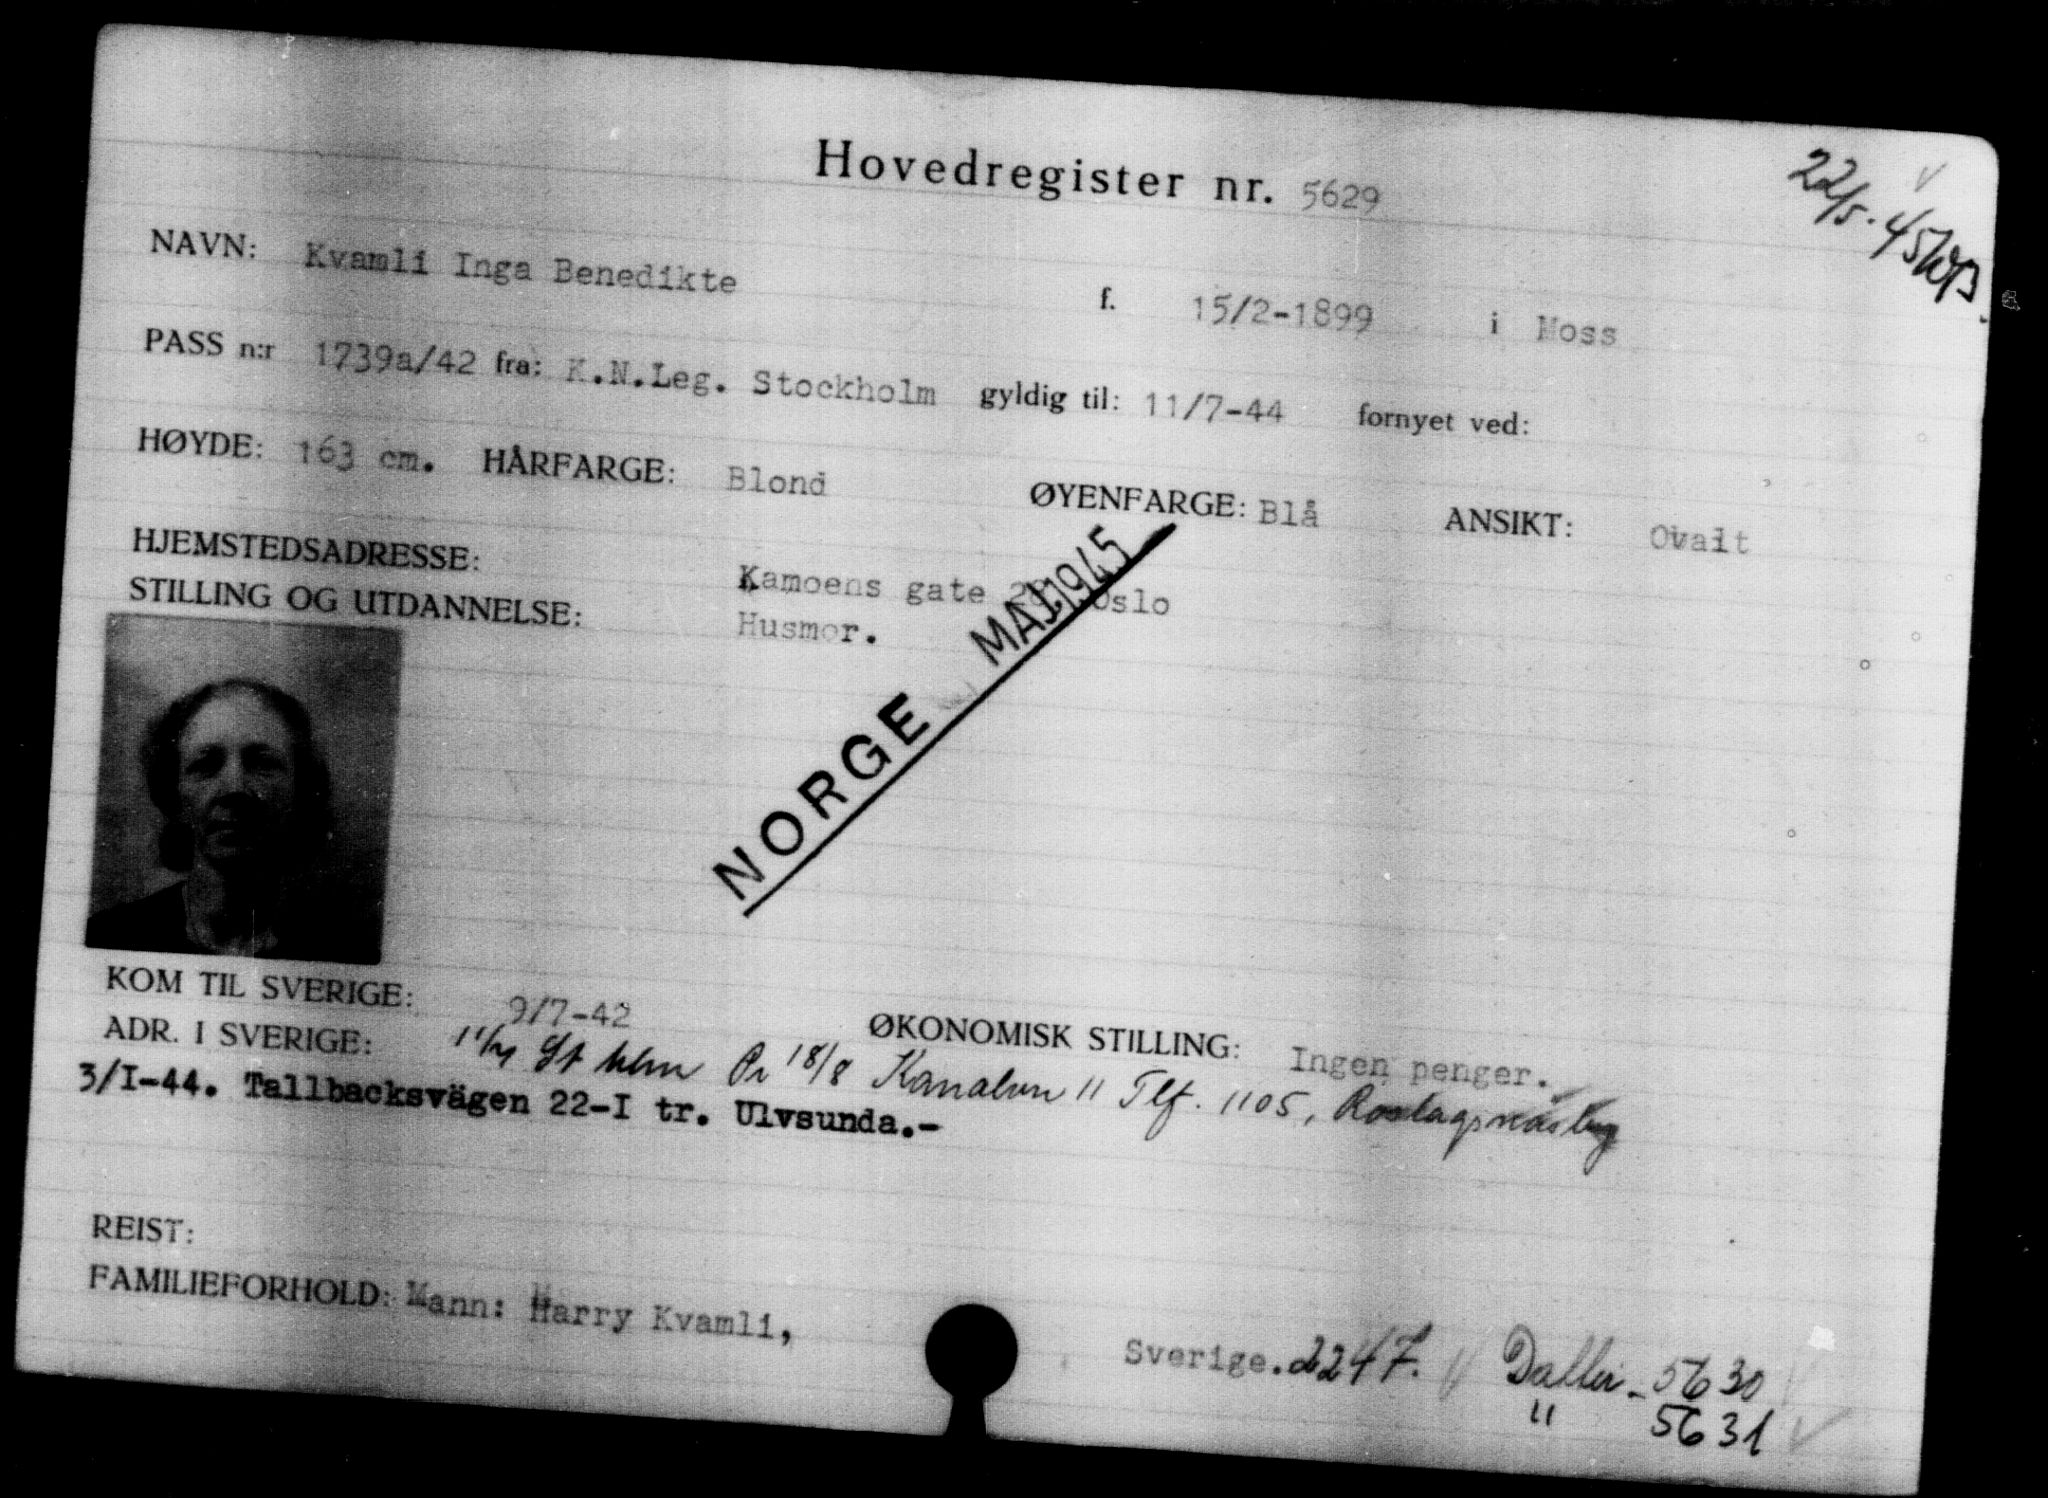 Hovedregister nr. 5629
22/5-45
NAVN: Kvamli Inga Benedikte f. 15/2-1899 i Moss
PASS n:r 1739a/42 fra: K.N.Leg. Stockholm gyldig til: 11/7-44 fornyet ved:
HØYDE: 163 cm. HÅRFARGE: Blond ØYENFARGE: Blå ANSIKT: Ovalt
HJEMSTEDSADRESSE: Kamoens gate Oslo
STILLING OG UTDANNELSE: Husmor.
NORGE MAJ.1945
KOM TIL SVERIGE: 9/7-42 ØKONOMISK STILLING: Ingen penger.
ADR. I SVERIGE: 11/7 18/8 11 Tlf. 1105, Roslagsnäsby
3/I-44. Tallbacksvägen 22-I tr. Ulvsunda.-
REIST:
FAMILIEFORHOLD: Mann: Harry Kvamli, Sverige. 2247. 5630
" 5631